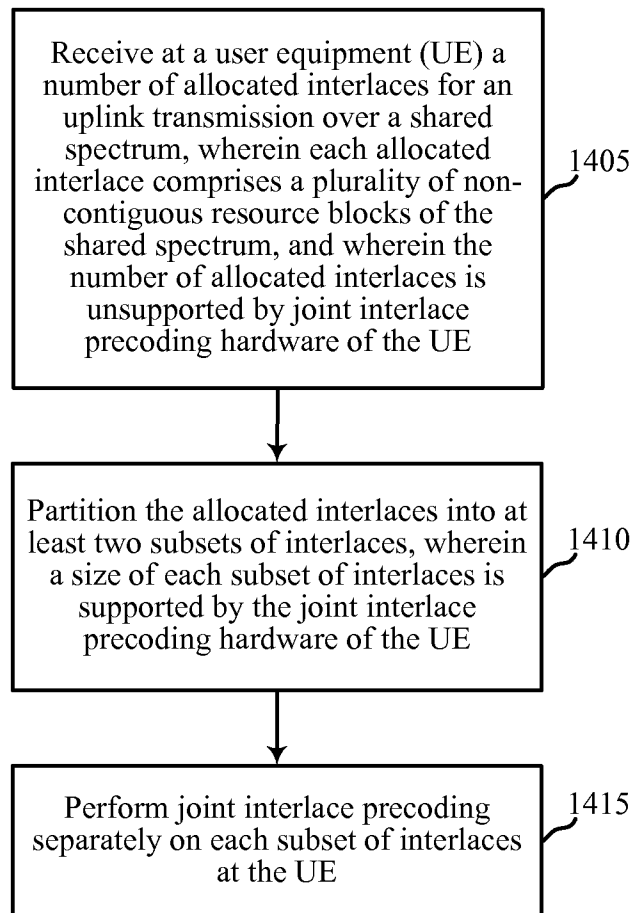 Receive at a user equipment (UE) a
number of allocated interlaces for an
uplink transmission over a shared
spectrum, wherein each allocated
interlace comprises a plurality of non-
contiguous resource blocks of the
shared spectrum, and wherein the
number of allocated interlaces is
unsupported by joint interlace
precoding hardware of the UE
1405
Partition the allocated interlaces into at
least two subsets of interlaces, wherein
a size of each subset of interlaces is
supported by the joint interlace
precoding hardware of the UE
1410
Perform joint interlace precoding
separately on each subset of interlaces
at the UE
1415